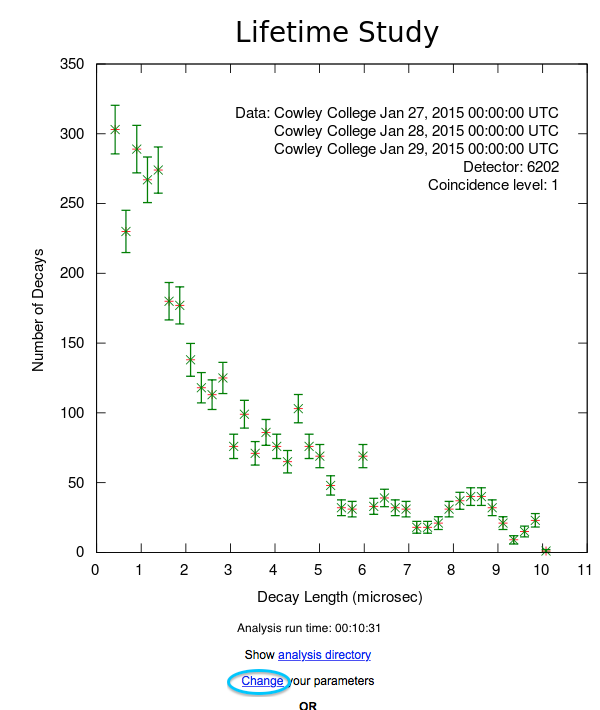 Lifetime Study
350
300
250
200
150
100
50
0
Number of Decays
Data: Cowley College Jan 27, 2015 00:00:00 UTC
Cowley College Jan 28, 2015 00:00:00 UTC
Cowley College Jan 29, 2015 00:00:00 UTC
Detector: 6202
Coincidence level: 1
0 1 2 3 4 5 6 7 8 9 10 11
Decay Length (microsec)
Analysis run time: 00:10:31
Show analysis directory
Change your parameters
OR